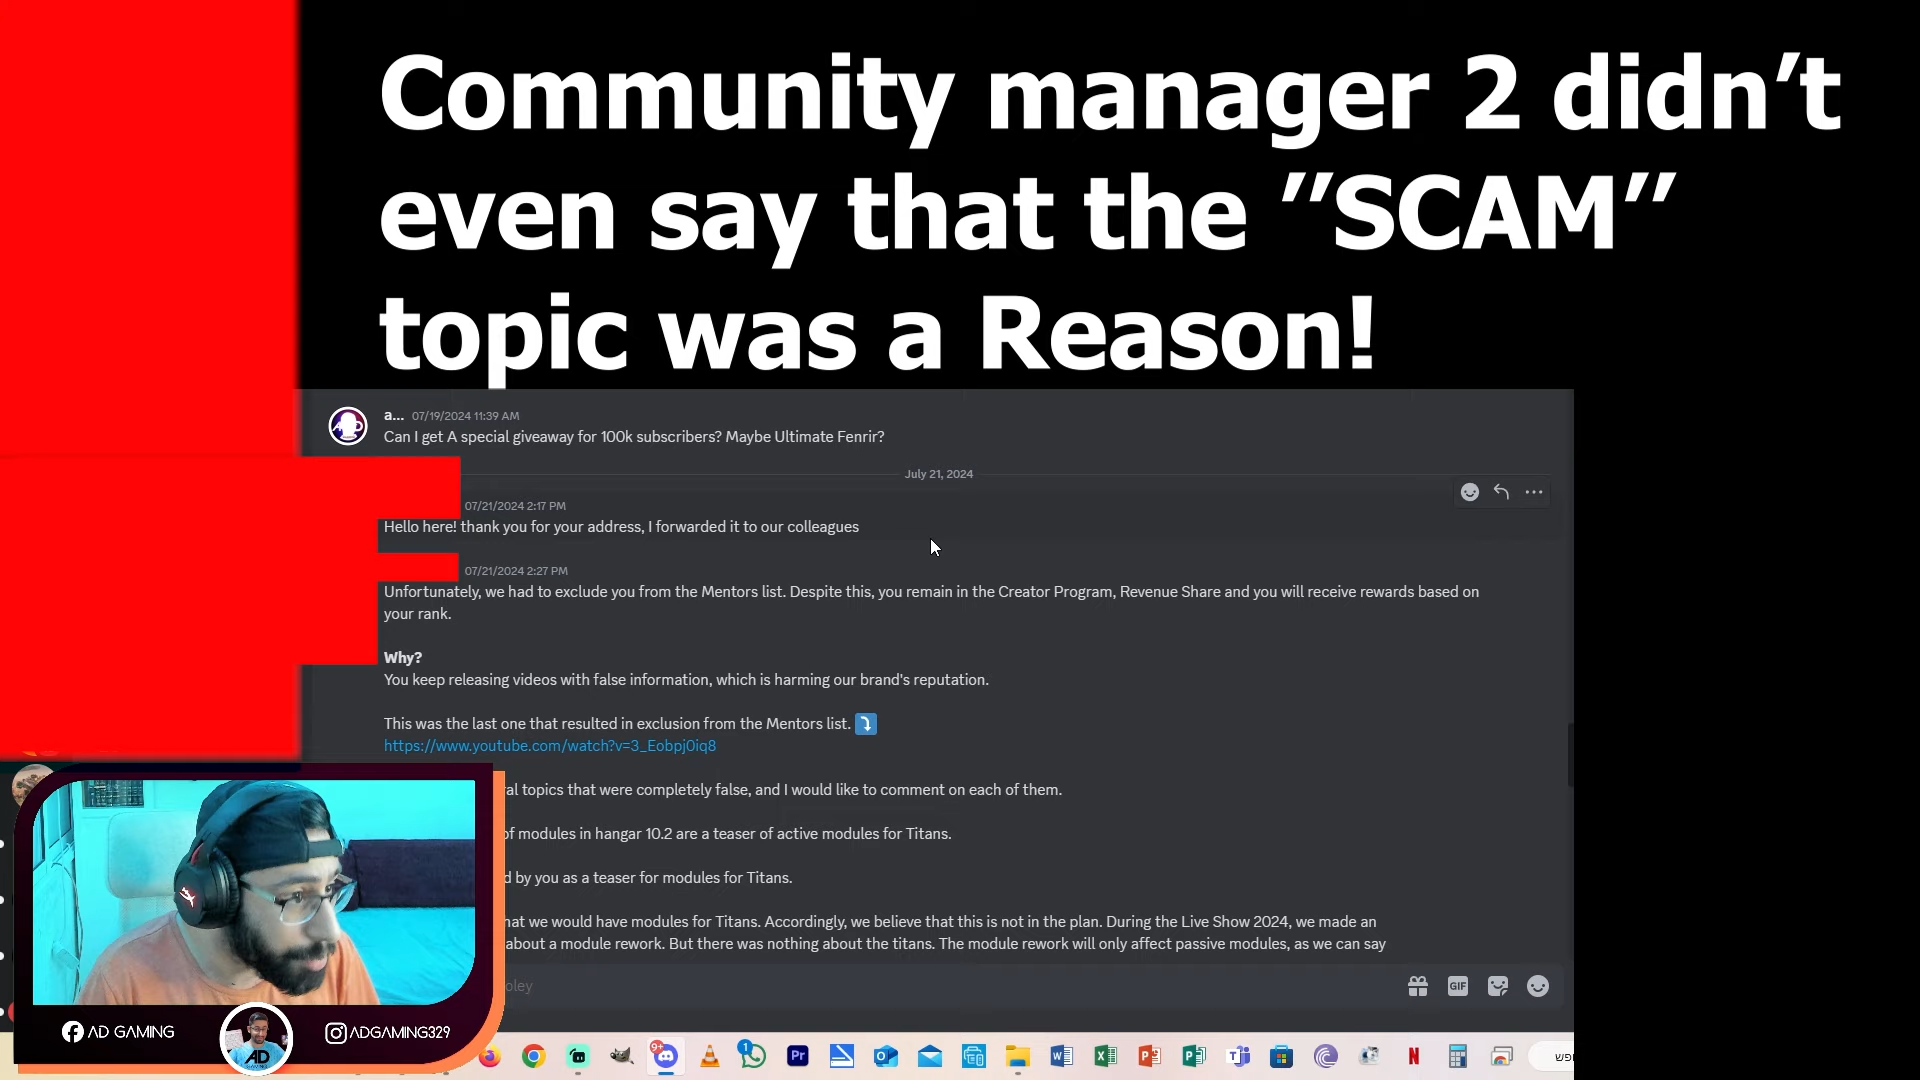 Community manager 2 didn’t
even say that the ”SCAM”
topic was a Reason!
a... 07/19/2024 11:39 AM
Can I get A special giveaway for 100k subscribers? Maybe Ultimate Fenrir?
July 21, 2024
07/21/2024 2:17 PM
Hello here! thank you for your address, I forwarded it to our colleagues
07/21/2024 2:27 PM
Unfortunately, we had to exclude you from the Mentors list. Despite this, you remain in the Creator Program, Revenue Share and you will receive rewards based on
your rank.
Why?
You keep releasing videos with false information, which is harming our brand's reputation.
This was the last one that resulted in exclusion from the Mentors list.
https://www.youtube.com/watch?v=3_Eobpj0iq8
al topics that were completely false, and I would like to comment on each of them.
of modules in hangar 10.2 are a teaser of active modules for Titans.
d by you as a teaser for modules for Titans.
hat we would have modules for Titans. Accordingly, we believe that this is not in the plan. During the Live Show 2024, we made an
about a module rework. But there was nothing about the titans. The module rework will only affect passive modules, as we can say
oley
GIF
AD GAMING
AD
ADGAMING329
9+
1
Pr
W
X
P
P
T
N